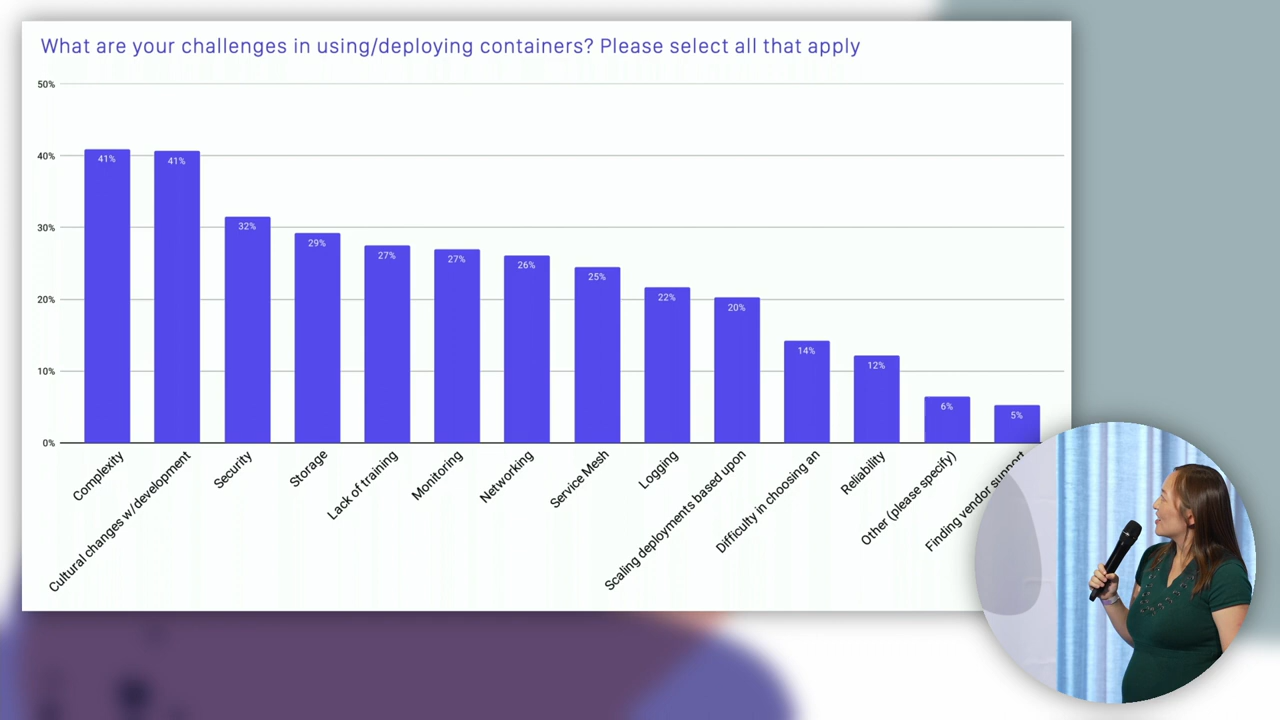 What are your challenges in using/deploying containers? Please select all that apply
50%
40%
30%
20%
10%
0%
41%
41%
32%
29%
27%
27%
26%
25%
22%
20%
14%
12%
6%
5%
Complexity
Cultural changes w/development
Security
Storage
Lack of training
Monitoring
Networking
Service Mesh
Logging
Scaling deployments based upon
Difficulty in choosing an
Reliability
Other (please specify)
Finding vendor support